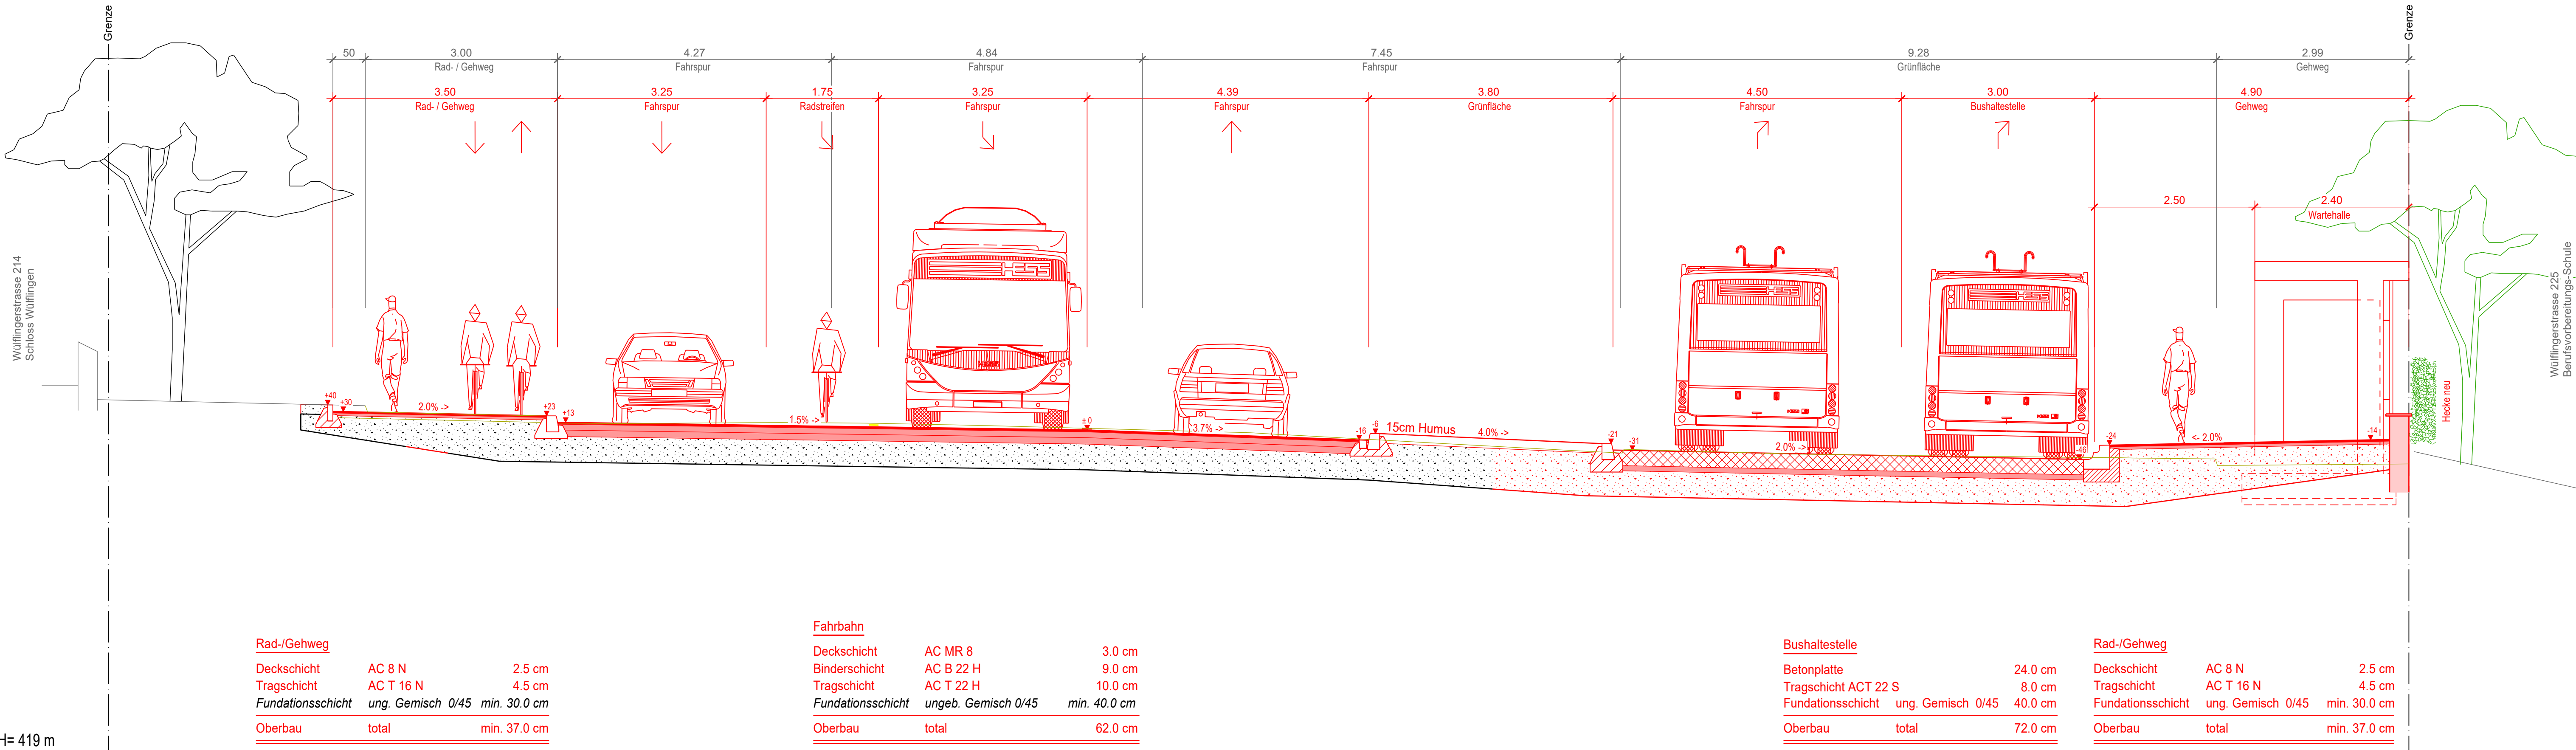 Grenze
Grenze
50
3.00
4.27
4.84
7.45
9.28
2.99
Rad- / Gehweg
Fahrspur
Fahrspur
Fahrspur
Grünfläche
Gehweg
3.50
3.25
1.75
3.25
4.39
3.80
4.50
3.00
4.90
Rad- / Gehweg
Fahrspur
Radstreifen
Fahrspur
Fahrspur
Grünfläche
Fahrspur
Bushaltestelle
Gehweg
2.50
2.40
Wartehalle
Wülflingerstrasse 214
Schloss Wülflingen
Wülflingerstrasse 225
Berufsvorbereitungs-Schule
HESS
HESS
HESS
HESS
HESS
HESS
Hecke neu
+40
+30
2.0% ->
+23
+13
1.5% ->
± 0
3.7% ->
-16
-6
15cm Humus
4.0% ->
-21
-31
2.0% ->
-46
-24
<- 2.0%
-14
Rad-/Gehweg
Deckschicht AC 8 N 2.5 cm
Tragschicht AC T 16 N 4.5 cm
Fundationsschicht ung. Gemisch 0/45 min. 30.0 cm
Oberbau total min. 37.0 cm
Fahrbahn
Deckschicht AC MR 8 3.0 cm
Binderschicht AC B 22 H 9.0 cm
Tragschicht AC T 22 H 10.0 cm
Fundationsschicht ungeb. Gemisch 0/45 min. 40.0 cm
Oberbau total 62.0 cm
Bushaltestelle
Betonplatte 24.0 cm
Tragschicht ACT 22 S 8.0 cm
Fundationsschicht ung. Gemisch 0/45 40.0 cm
Oberbau total 72.0 cm
Rad-/Gehweg
Deckschicht AC 8 N 2.5 cm
Tragschicht AC T 16 N 4.5 cm
Fundationsschicht ung. Gemisch 0/45 min. 30.0 cm
Oberbau total min. 37.0 cm
H= 419 m